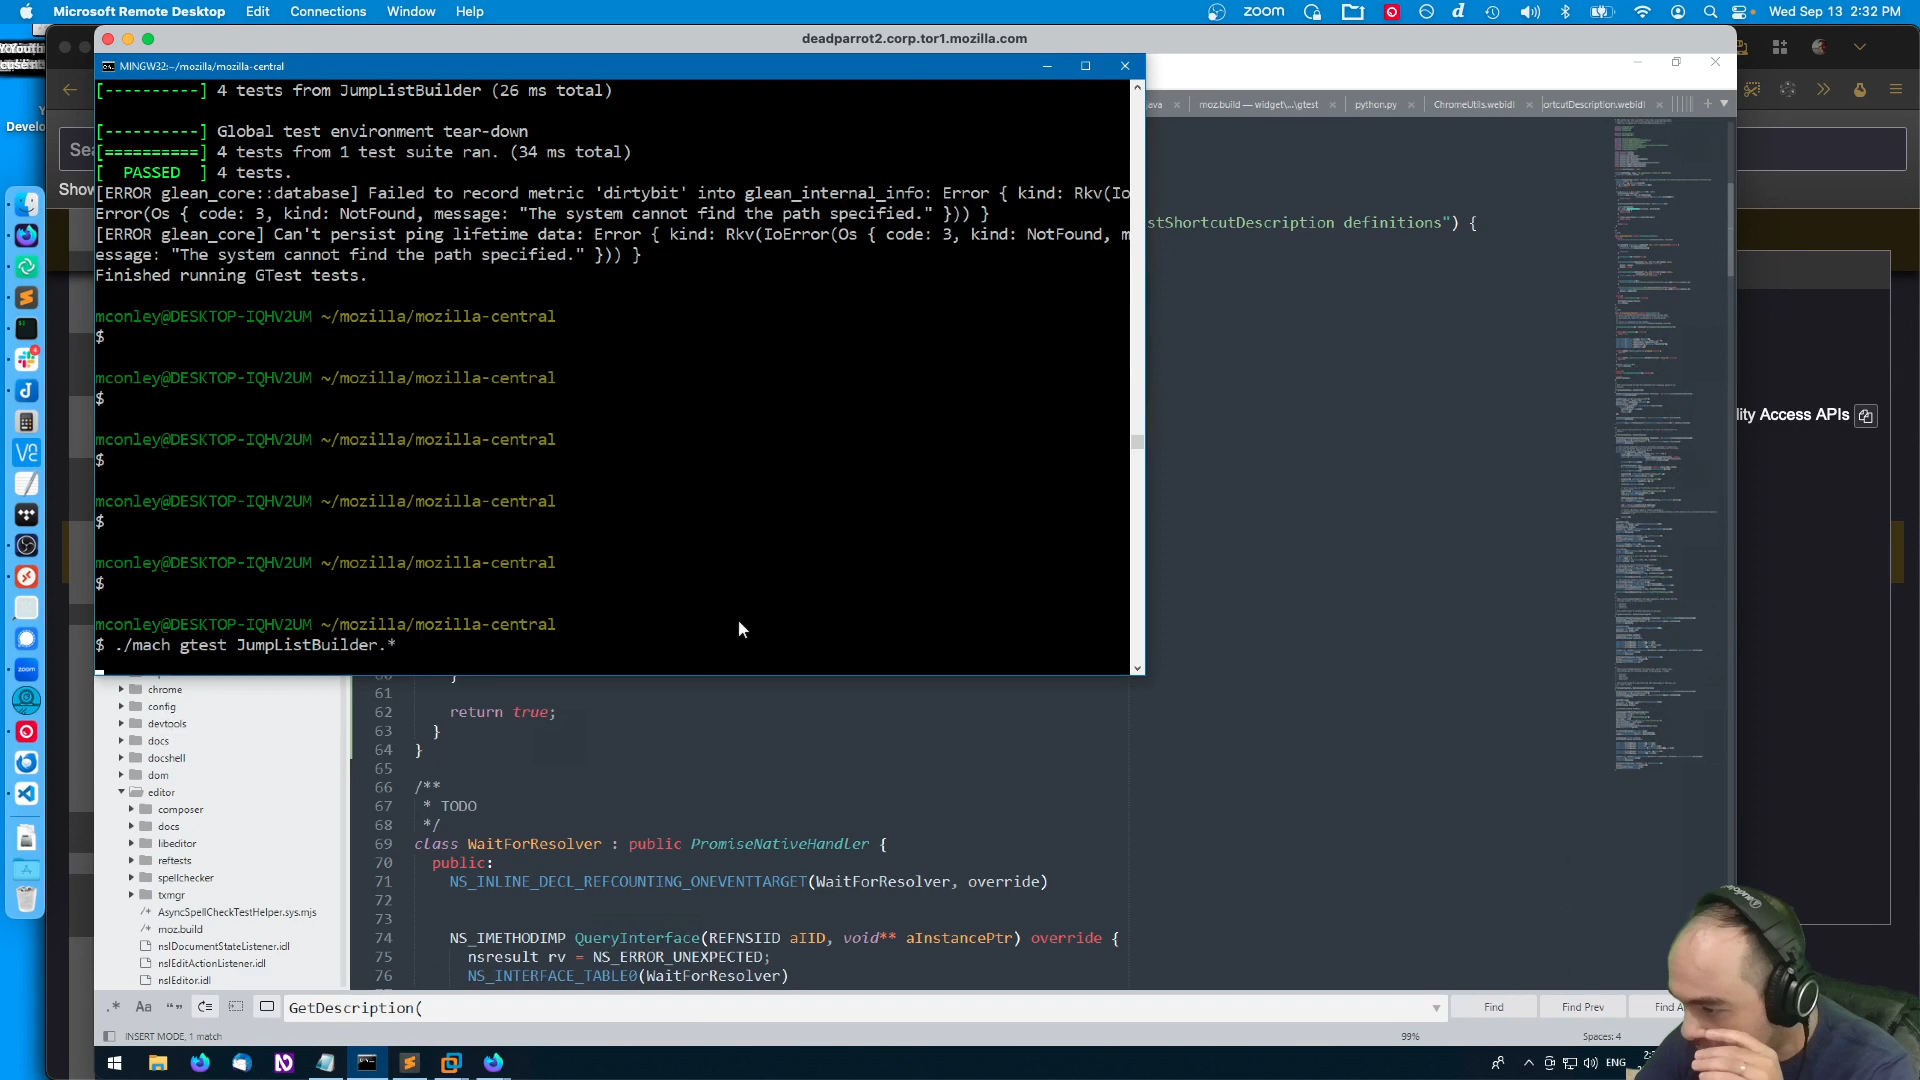 Microsoft Remote Desktop Edit Connections Window Help
zoom Wed Sep 13 2:32 PM
deadparrot2.corp.tor1.mozilla.com
MINGW32:~/mozilla/mozilla-central
[----------] 4 tests from JumpListBuilder (26 ms total)
[----------] Global test environment tear-down
[==========] 4 tests from 1 test suite ran. (34 ms total)
[  PASSED  ] 4 tests.
[ERROR glean_core::database] Failed to record metric 'dirtybit' into glean_internal_info: Error { kind: Rkv(Io
Error(Os { code: 3, kind: NotFound, message: "The system cannot find the path specified." })) }
[ERROR glean_core] Can't persist ping lifetime data: Error { kind: Rkv(IoError(Os { code: 3, kind: NotFound, m
essage: "The system cannot find the path specified." })) }
Finished running GTest tests.
mconley@DESKTOP-IQHV2UM ~/mozilla/mozilla-central
$
mconley@DESKTOP-IQHV2UM ~/mozilla/mozilla-central
$
mconley@DESKTOP-IQHV2UM ~/mozilla/mozilla-central
$
mconley@DESKTOP-IQHV2UM ~/mozilla/mozilla-central
$
mconley@DESKTOP-IQHV2UM ~/mozilla/mozilla-central
$
mconley@DESKTOP-IQHV2UM ~/mozilla/mozilla-central
$ ./mach gtest JumpListBuilder.*
ava moz.build — widget\...\gtest python.py ChromeUtils.webidl ortcutDescription.webidl
stShortcutDescription definitions") {
Develo
Sea
Show
lity Access APIs
chrome
config
devtools
docs
docshell
dom
editor
composer
docs
libeditor
reftests
spellchecker
txmgr
AsyncSpellCheckTestHelper.sys.mjs
moz.build
nsIDocumentStateListener.idl
nsIEditActionListener.idl
nsIEditor.idl
60 }
61
62 return true;
63 }
64 }
65
66 /**
67 * TODO
68 */
69 class WaitForResolver : public PromiseNativeHandler {
70 public:
71 NS_INLINE_DECL_REFCOUNTING_ONEVENTTARGET(WaitForResolver, override)
72
73
74 NS_IMETHODIMP QueryInterface(REFNSIID aIID, void** aInstancePtr) override {
75 nsresult rv = NS_ERROR_UNEXPECTED;
76 NS_INTERFACE_TABLE0(WaitForResolver)
.* Aa “” GetDescription( Find Find Prev Find A
INSERT MODE, 1 match 99% Spaces: 4
ENG